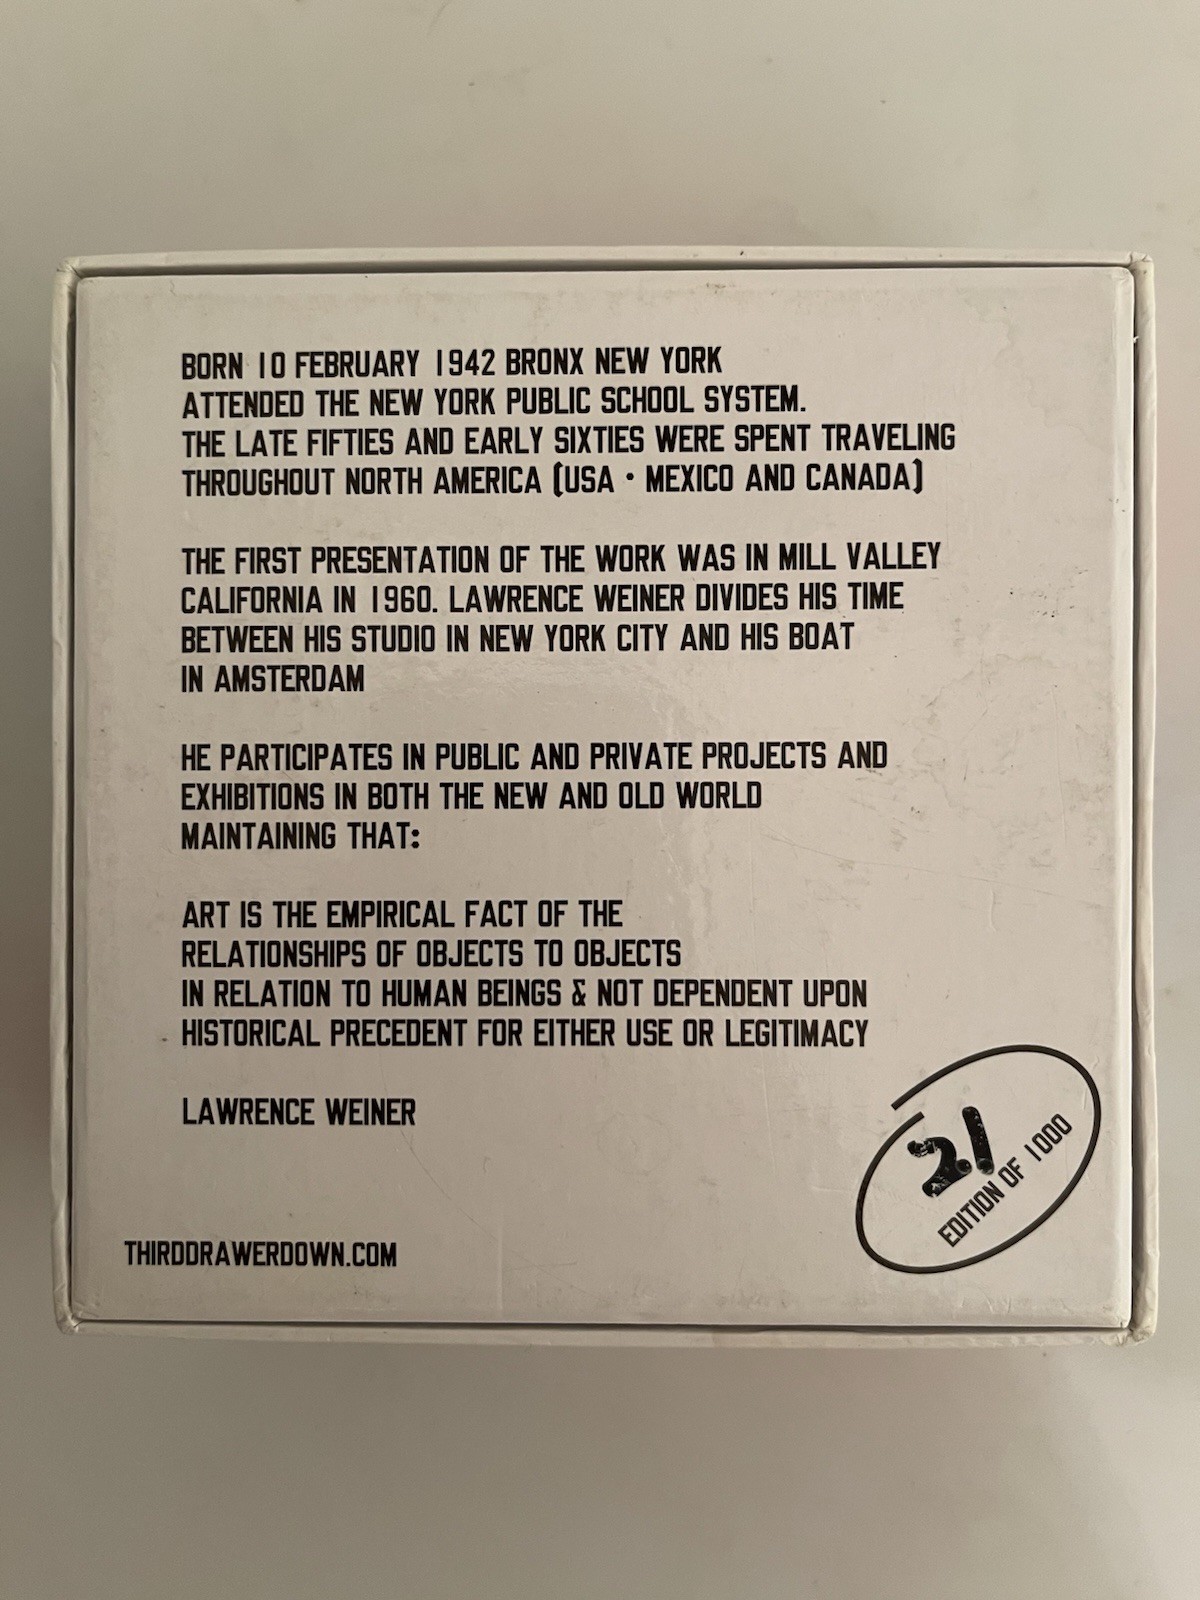 BORN 10 FEBRUARY 1942 BRONX NEW YORK
ATTENDED THE NEW YORK PUBLIC SCHOOL SYSTEM.
THE LATE FIFTIES AND EARLY SIXTIES WERE SPENT TRAVELING
THROUGHOUT NORTH AMERICA (USA • MEXICO AND CANADA)
THE FIRST PRESENTATION OF THE WORK WAS IN MILL VALLEY
CALIFORNIA IN 1960. LAWRENCE WEINER DIVIDES HIS TIME
BETWEEN HIS STUDIO IN NEW YORK CITY AND HIS BOAT
IN AMSTERDAM
HE PARTICIPATES IN PUBLIC AND PRIVATE PROJECTS AND
EXHIBITIONS IN BOTH THE NEW AND OLD WORLD
MAINTAINING THAT:
ART IS THE EMPIRICAL FACT OF THE
RELATIONSHIPS OF OBJECTS TO OBJECTS
IN RELATION TO HUMAN BEINGS & NOT DEPENDENT UPON
HISTORICAL PRECEDENT FOR EITHER USE OR LEGITIMACY
LAWRENCE WEINER
21
EDITION OF 1000
THIRDDRAWERDOWN.COM